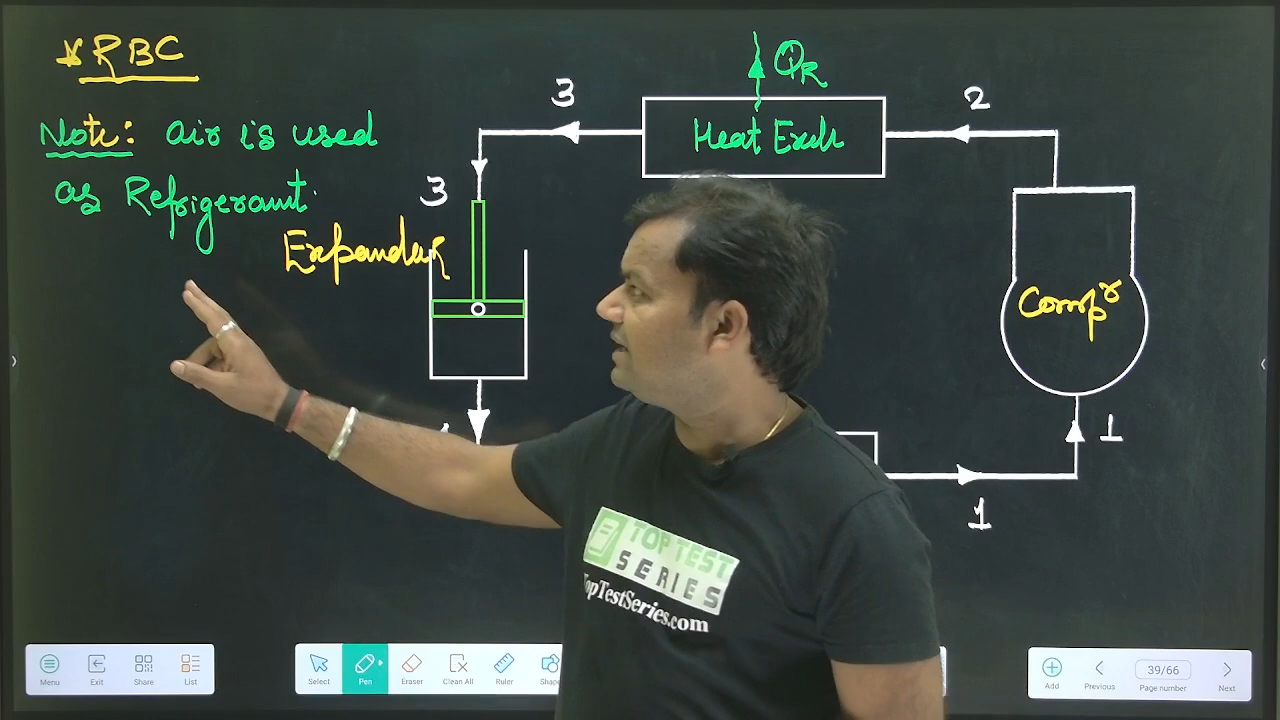 * RBC
Note: air is used
as Refrigerant.
Expander
3
3
Heat Exch
QR
2
Compr
1
1
TOP TEST
SERIES
TopTestSeries.com
Menu
Exit
Share
List
Select
Pen
Eraser
Clean All
Ruler
Add
Previous
39/66
Page number
Next